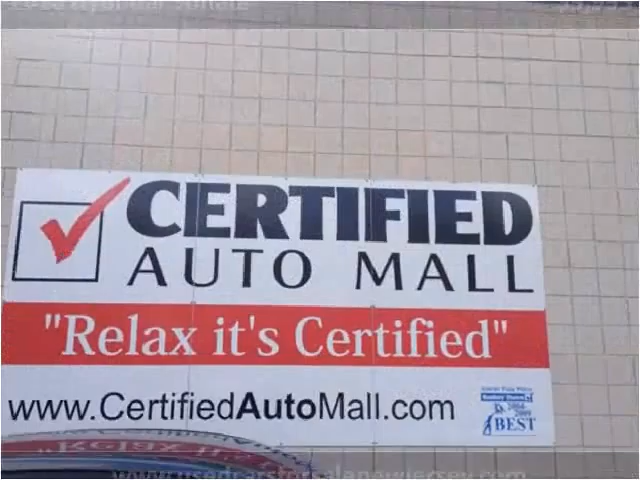 CERTIFIED
AUTO MALL
"Relax it's Certified"
www.CertifiedAutoMall.com
BEST